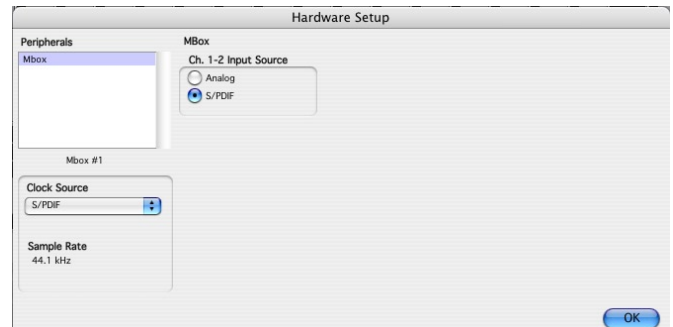 Hardware Setup
Peripherals
Mbox
Mbox #1
Clock Source
S/PDIF
Sample Rate
44.1 kHz
MBox
Ch. 1-2 Input Source
Analog
S/PDIF
OK